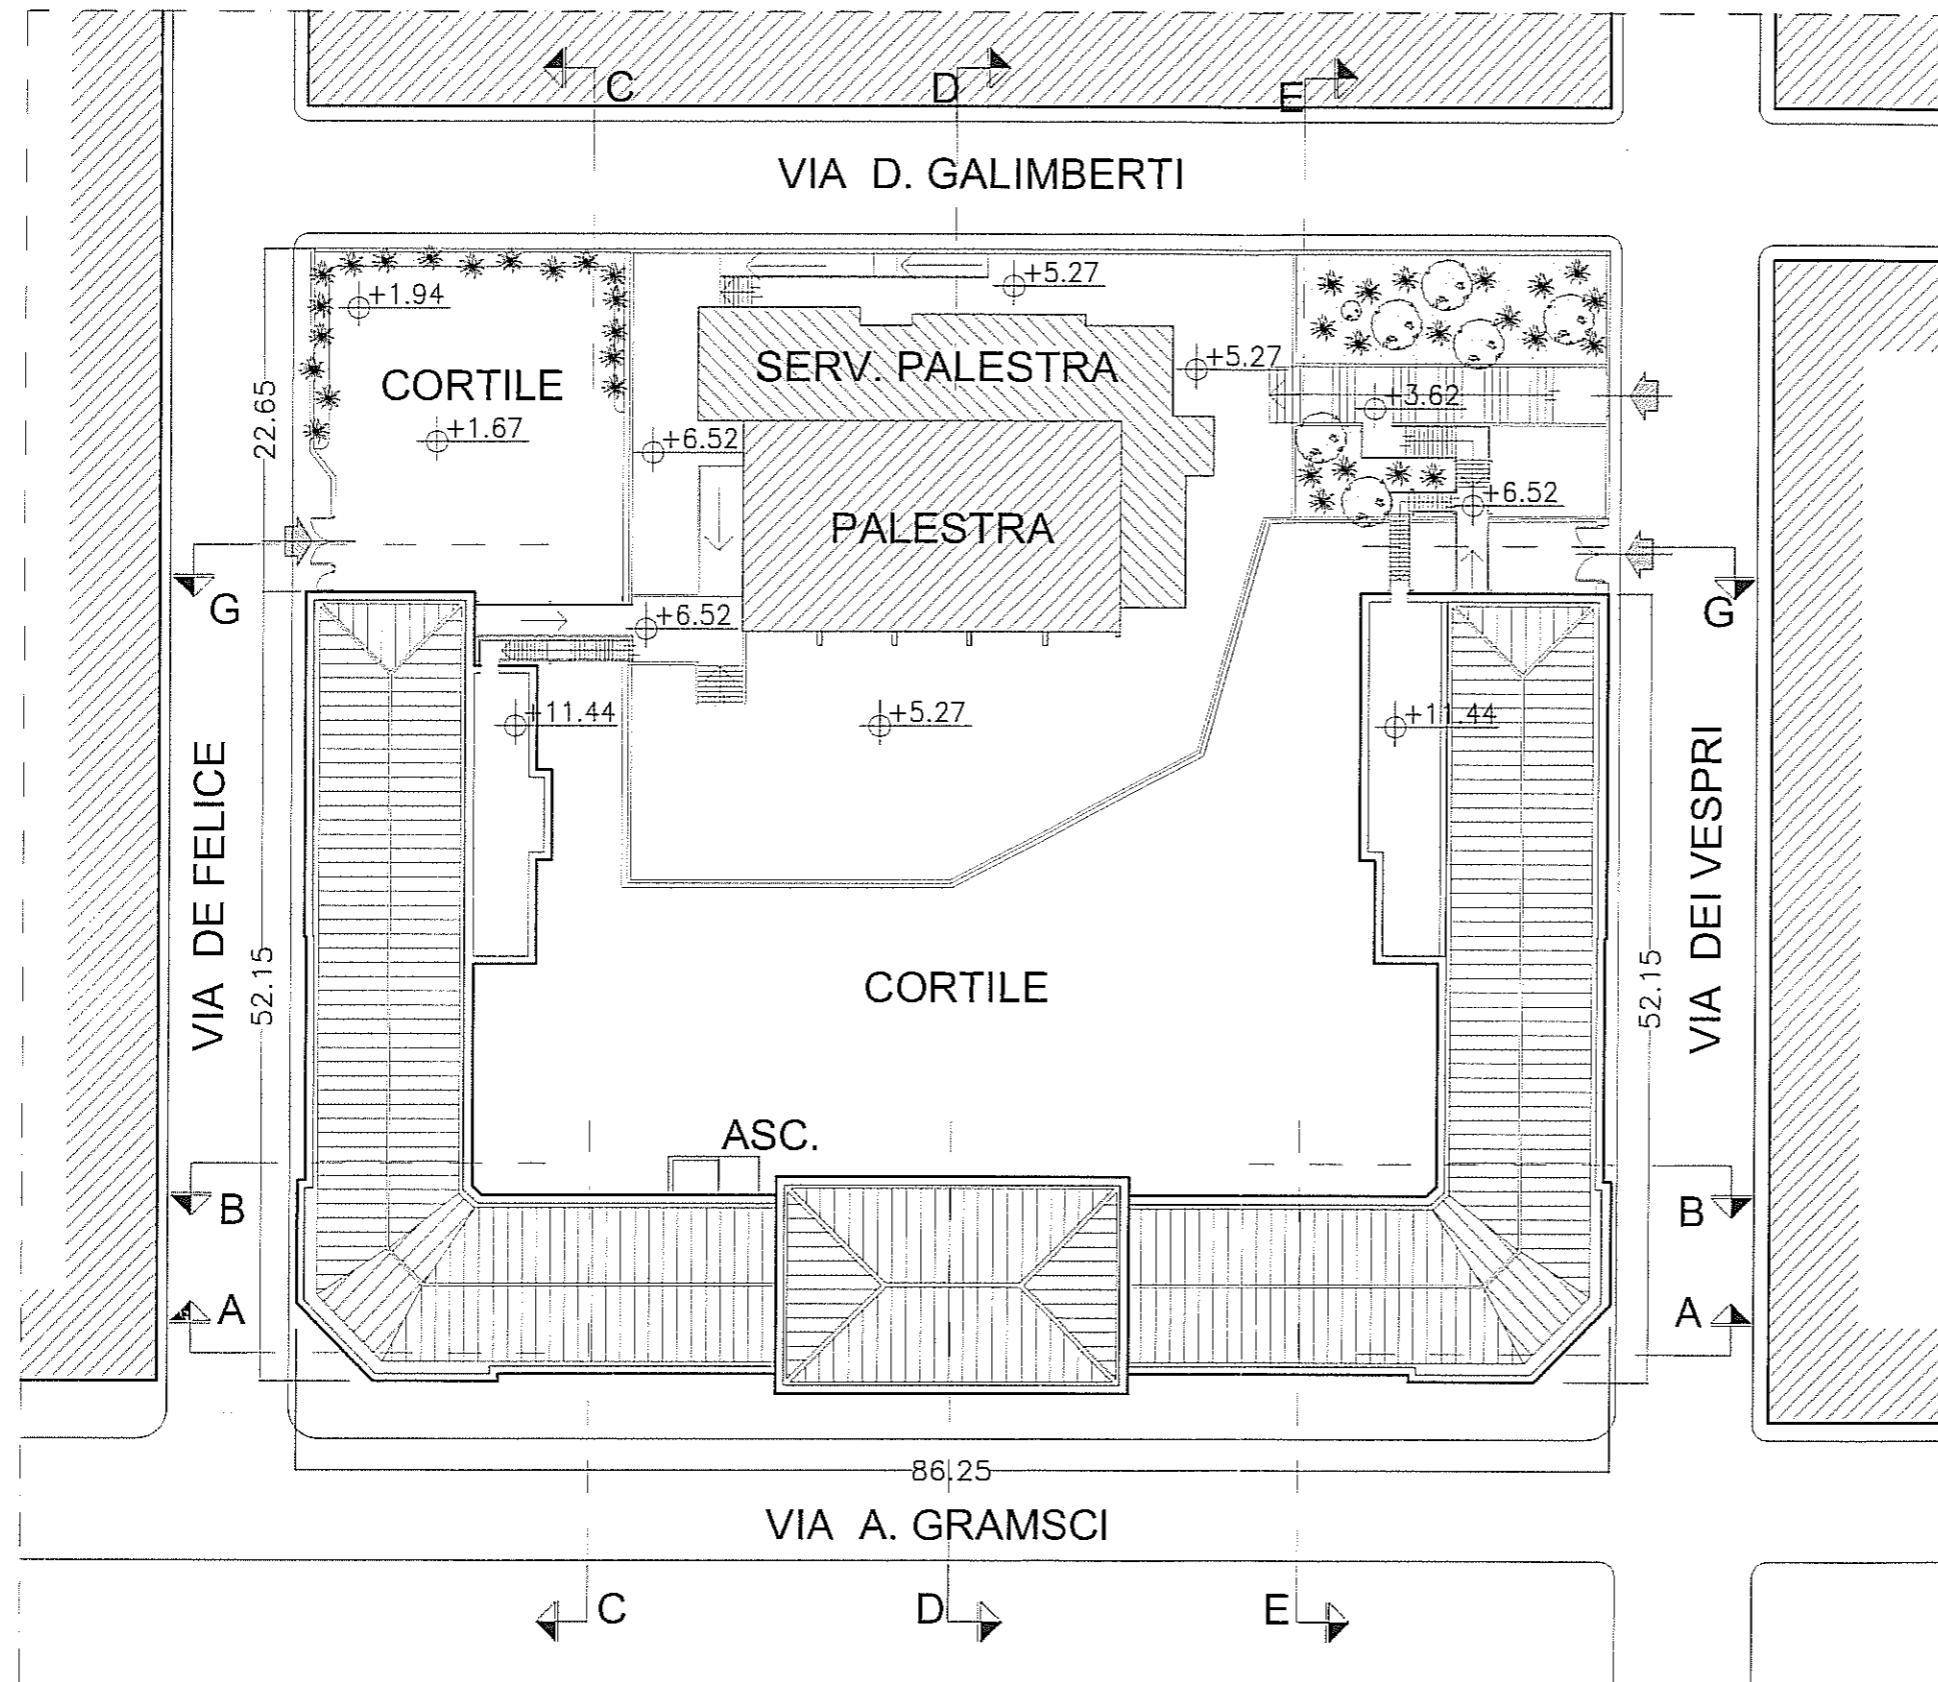 C
D
E
VIA D. GALIMBERTI
+1.94
+5.27
SERV. PALESTRA
+5.27
CORTILE
+3.62
22.65
+1.67
+6.52
+6.52
PALESTRA
G
+6.52
G
+11.44
+5.27
+11.44
VIA DE FELICE
VIA DEI VESPRI
52.15
CORTILE
52.15
ASC.
B
B
A
A
86.25
VIA A. GRAMSCI
C
D
E